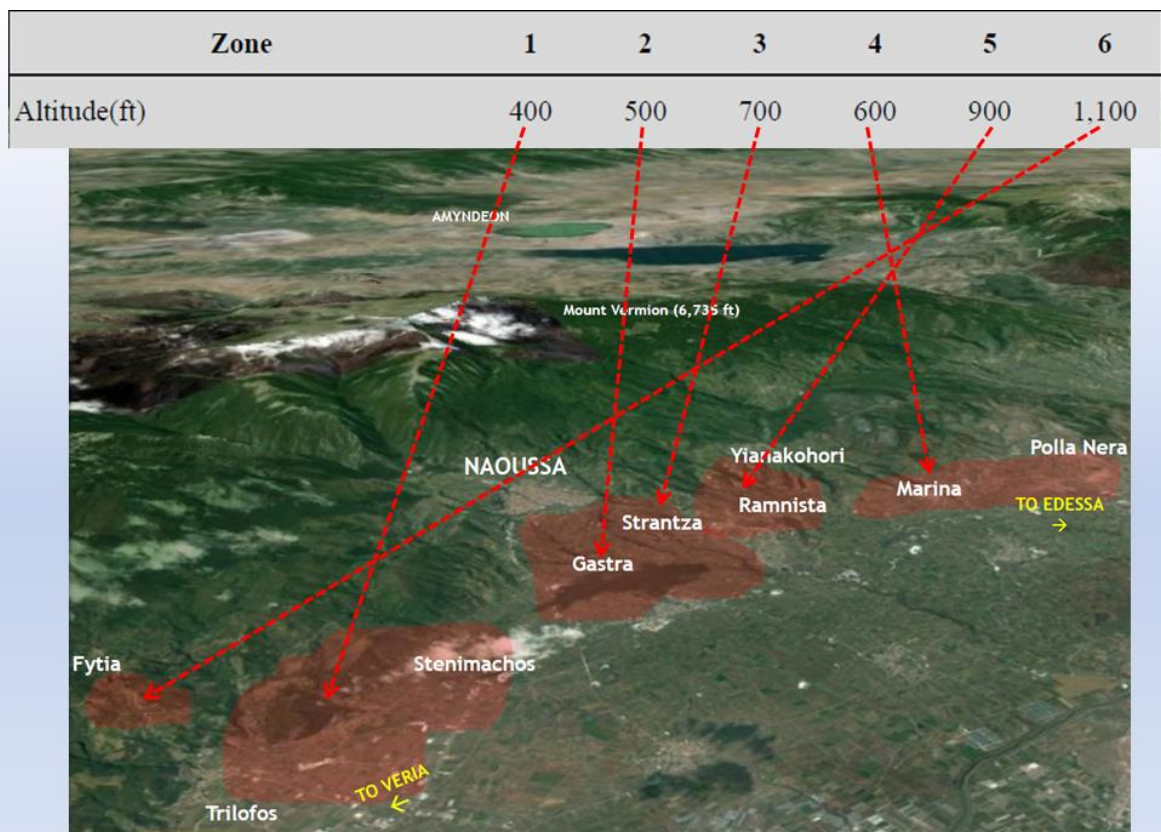 Zone 1 2 3 4 5 6
Altitude(ft) 400 500 700 600 900 1,100
AMYNDEON
Mount Vermion (6,735 ft)
Yianakohori
Polla Nera
NAOUSSA
Marina
Ramnista
TO EDESSA
→
Strantza
Gastra
Fytia
Stenimachos
TO VERIA
←
Trilofos